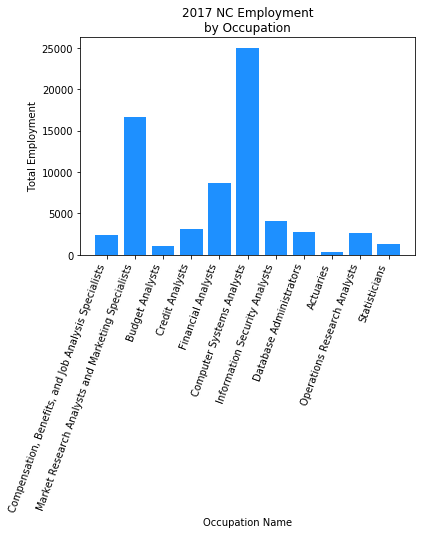 2017 NC Employment
by Occupation
Total Employment
25000
20000
15000
10000
5000
0
Compensation, Benefits, and Job Analysis Specialists
Market Research Analysts and Marketing Specialists
Budget Analysts
Credit Analysts
Financial Analysts
Computer Systems Analysts
Information Security Analysts
Database Administrators
Actuaries
Operations Research Analysts
Statisticians
Occupation Name